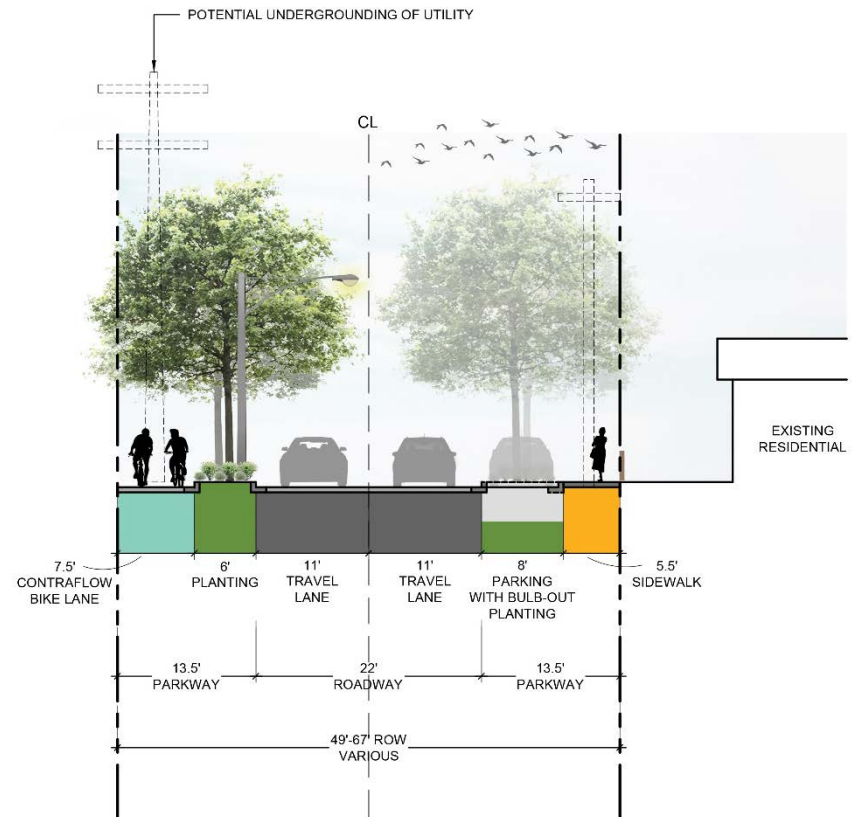 POTENTIAL UNDERGROUNDING OF UTILITY
CL
EXISTING
RESIDENTIAL
7.5'
CONTRAFLOW
BIKE LANE
6'
PLANTING
11'
TRAVEL
LANE
11'
TRAVEL
LANE
8'
PARKING
WITH BULB-OUT
PLANTING
5.5'
SIDEWALK
13.5'
PARKWAY
22'
ROADWAY
13.5'
PARKWAY
49'-67' ROW
VARIOUS